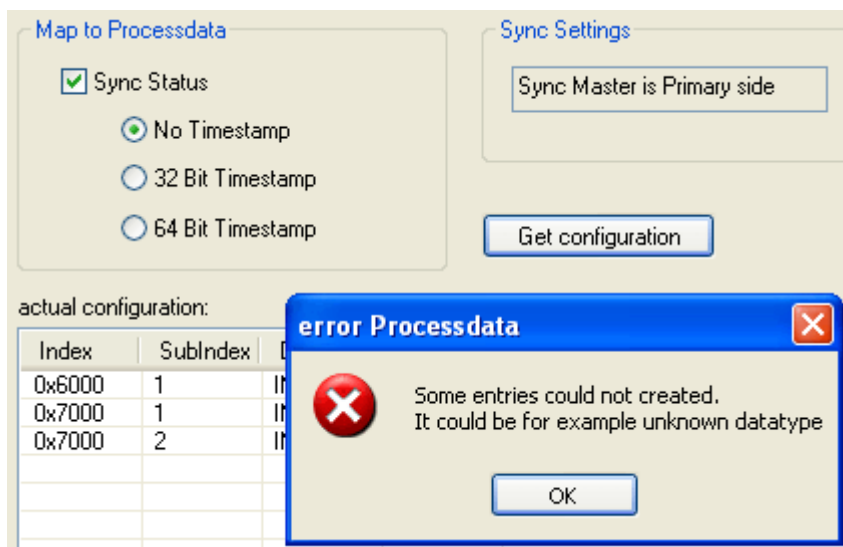 Map to Processdata
Sync Status
No Timestamp
32 Bit Timestamp
64 Bit Timestamp
Sync Settings
Sync Master is Primary side
Get configuration
actual configuration:
Index SubIndex
0x6000 1
0x7000 1
0x7000 2
error Processdata
Some entries could not created.
It could be for example unknown datatype
OK